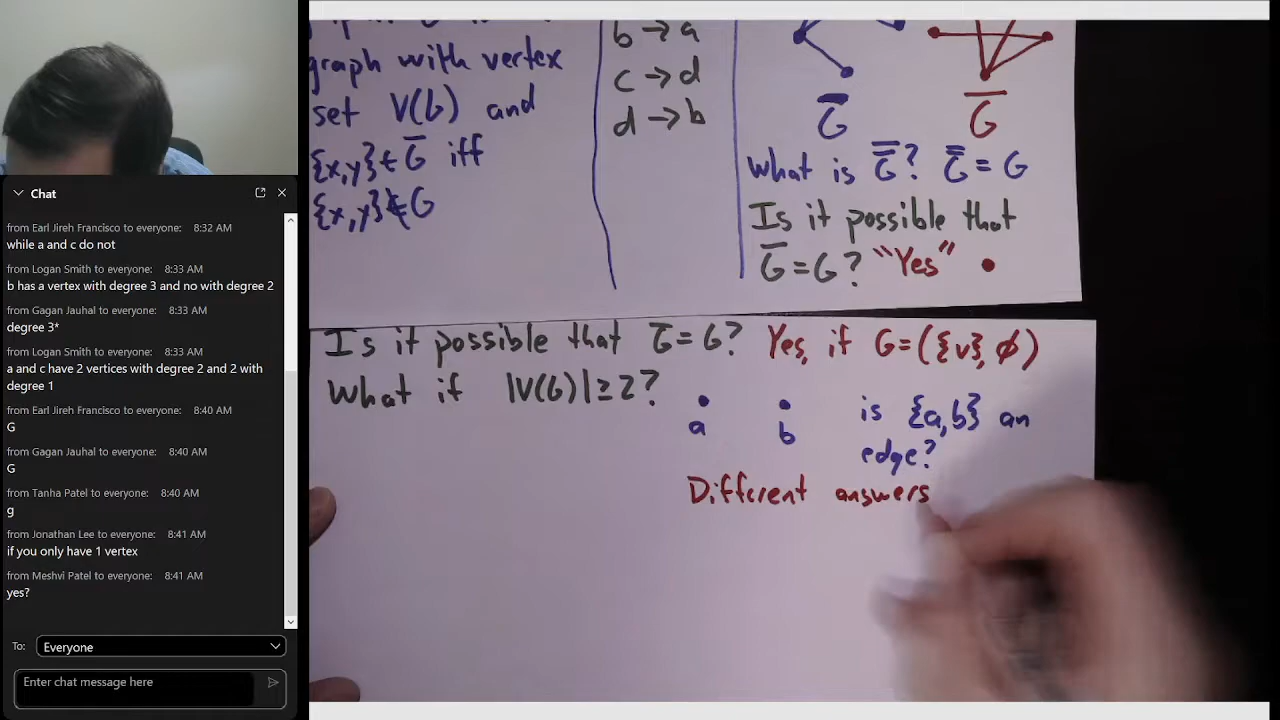 Chat
from Earl Jireh Francisco to everyone: 8:32 AM
while a and c do not
from Logan Smith to everyone: 8:33 AM
b has a vertex with degree 3 and no with degree 2
from Gagan Jauhal to everyone: 8:33 AM
degree 3*
from Logan Smith to everyone: 8:33 AM
a and c have 2 vertices with degree 2 and 2 with
degree 1
from Earl Jireh Francisco to everyone: 8:40 AM
G
from Gagan Jauhal to everyone: 8:40 AM
G
from Tanha Patel to everyone: 8:40 AM
g
from Jonathan Lee to everyone: 8:41 AM
if you only have 1 vertex
from Meshvi Patel to everyone: 8:41 AM
yes?
To: Everyone
Enter chat message here
graph with vertex
set V(G) and
{x,y} ∈ G̅ iff
{x,y} ∉ G
b → a
c → d
d → b
G̅ G̅
What is G̿? G̿ = G
Is it possible that
G̅ = G? "Yes"
Is it possible that G̅ = G? Yes, if G = ({v}, ∅)
What if |V(G)| ≥ 2?
a b
is {a,b} an
edge?
Different answers